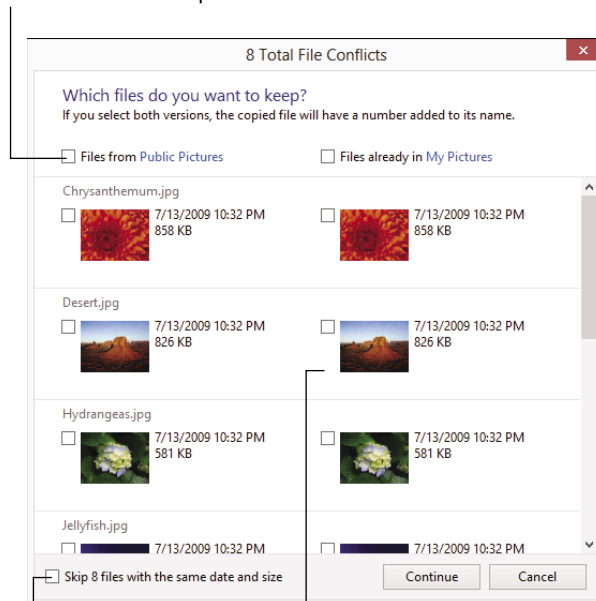 8 Total File Conflicts
Which files do you want to keep?
If you select both versions, the copied file will have a number added to its name.
Files from Public Pictures
Files already in My Pictures
Chrysanthemum.jpg
7/13/2009 10:32 PM
858 KB
7/13/2009 10:32 PM
858 KB
Desert.jpg
7/13/2009 10:32 PM
826 KB
7/13/2009 10:32 PM
826 KB
Hydrangeas.jpg
7/13/2009 10:32 PM
581 KB
7/13/2009 10:32 PM
581 KB
Jellyfish.jpg
7/13/2009 10:32 PM
7/13/2009 10:32 PM
Skip 8 files with the same date and size
Continue
Cancel